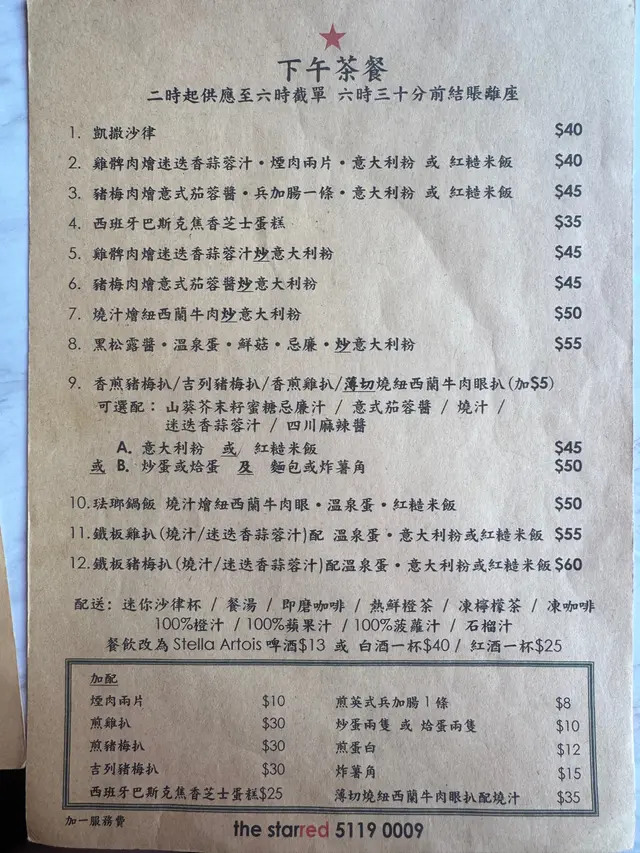 下午茶餐
二時起供應至六時截單 六時三十分前結賬離座
1. 凱撒沙律 $40
2. 雞髀肉燴迷迭香蒜蓉汁・煙肉兩片・意大利粉 或 紅糙米飯 $40
3. 豬梅肉燴意式茄蓉醬・兵加腸一條・意大利粉 或 紅糙米飯 $45
4. 西班牙巴斯克焦香芝士蛋糕 $35
5. 雞髀肉燴迷迭香蒜蓉汁炒意大利粉 $45
6. 豬梅肉燴意式茄蓉醬炒意大利粉 $45
7. 燒汁燴紐西蘭牛肉炒意大利粉 $50
8. 黑松露醬・溫泉蛋・鮮菇・忌廉・炒意大利粉 $55
9. 香煎豬梅扒/吉列豬梅扒/香煎雞扒/薄切燒紐西蘭牛肉眼扒(加$5)
可選配：山葵芥末籽蜜糖忌廉汁 / 意式茄蓉醬 / 燒汁 /
迷迭香蒜蓉汁 / 四川麻辣醬
A. 意大利粉 或 紅糙米飯 $45
或 B. 炒蛋或烚蛋 及 麵包或炸薯角 $50
10. 琺瑯鍋飯 燒汁燴紐西蘭牛肉眼・溫泉蛋・紅糙米飯 $50
11. 鐵板雞扒(燒汁/迷迭香蒜蓉汁)配 溫泉蛋・意大利粉或紅糙米飯 $55
12. 鐵板豬梅扒(燒汁/迷迭香蒜蓉汁)配溫泉蛋・意大利粉或紅糙米飯 $60
配送：迷你沙律杯 / 餐湯 / 即磨咖啡 / 熱鮮橙茶 / 凍檸檬茶 / 凍咖啡
100%橙汁 / 100%蘋果汁 / 100%菠蘿汁 / 石榴汁
餐飲改為 Stella Artois 啤酒$13 或 白酒一杯$40 / 紅酒一杯$25
加配
煙肉兩片 $10 煎英式兵加腸1條 $8
煎雞扒 $30 炒蛋兩隻 或 烚蛋兩隻 $10
煎豬梅扒 $30 煎蛋白 $12
吉列豬梅扒 $30 炸薯角 $15
西班牙巴斯克焦香芝士蛋糕$25 薄切燒紐西蘭牛肉眼扒配燒汁 $35
加一服務費
the starred 5119 0009